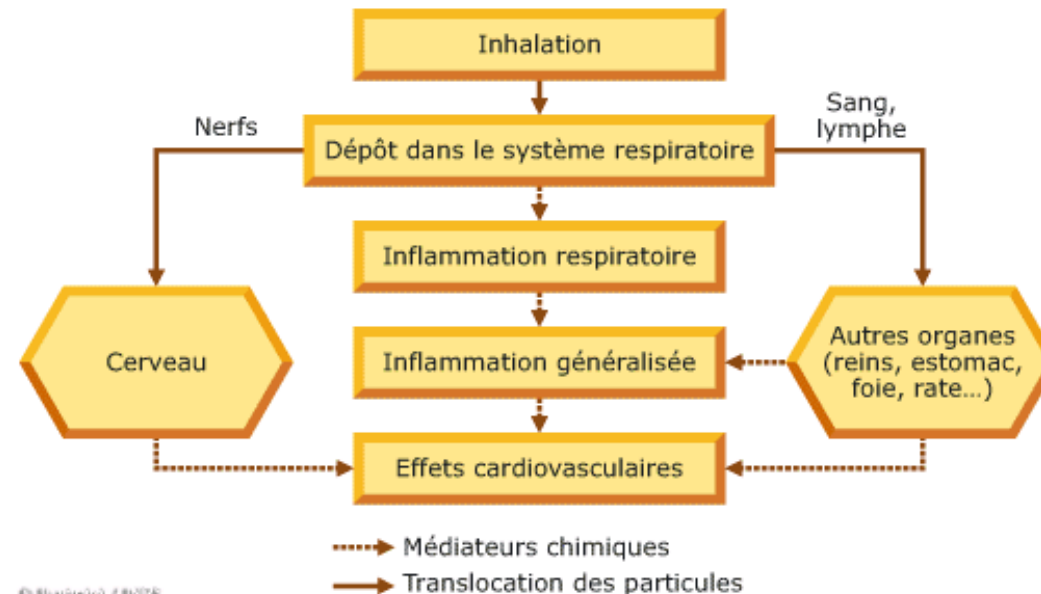 Inhalation
Nerfs
Sang,
lymphe
Dépôt dans le système respiratoire
Inflammation respiratoire
Cerveau
Inflammation généralisée
Autres organes
(reins, estomac,
foie, rate…)
Effets cardiovasculaires
Médiateurs chimiques
Translocation des particules